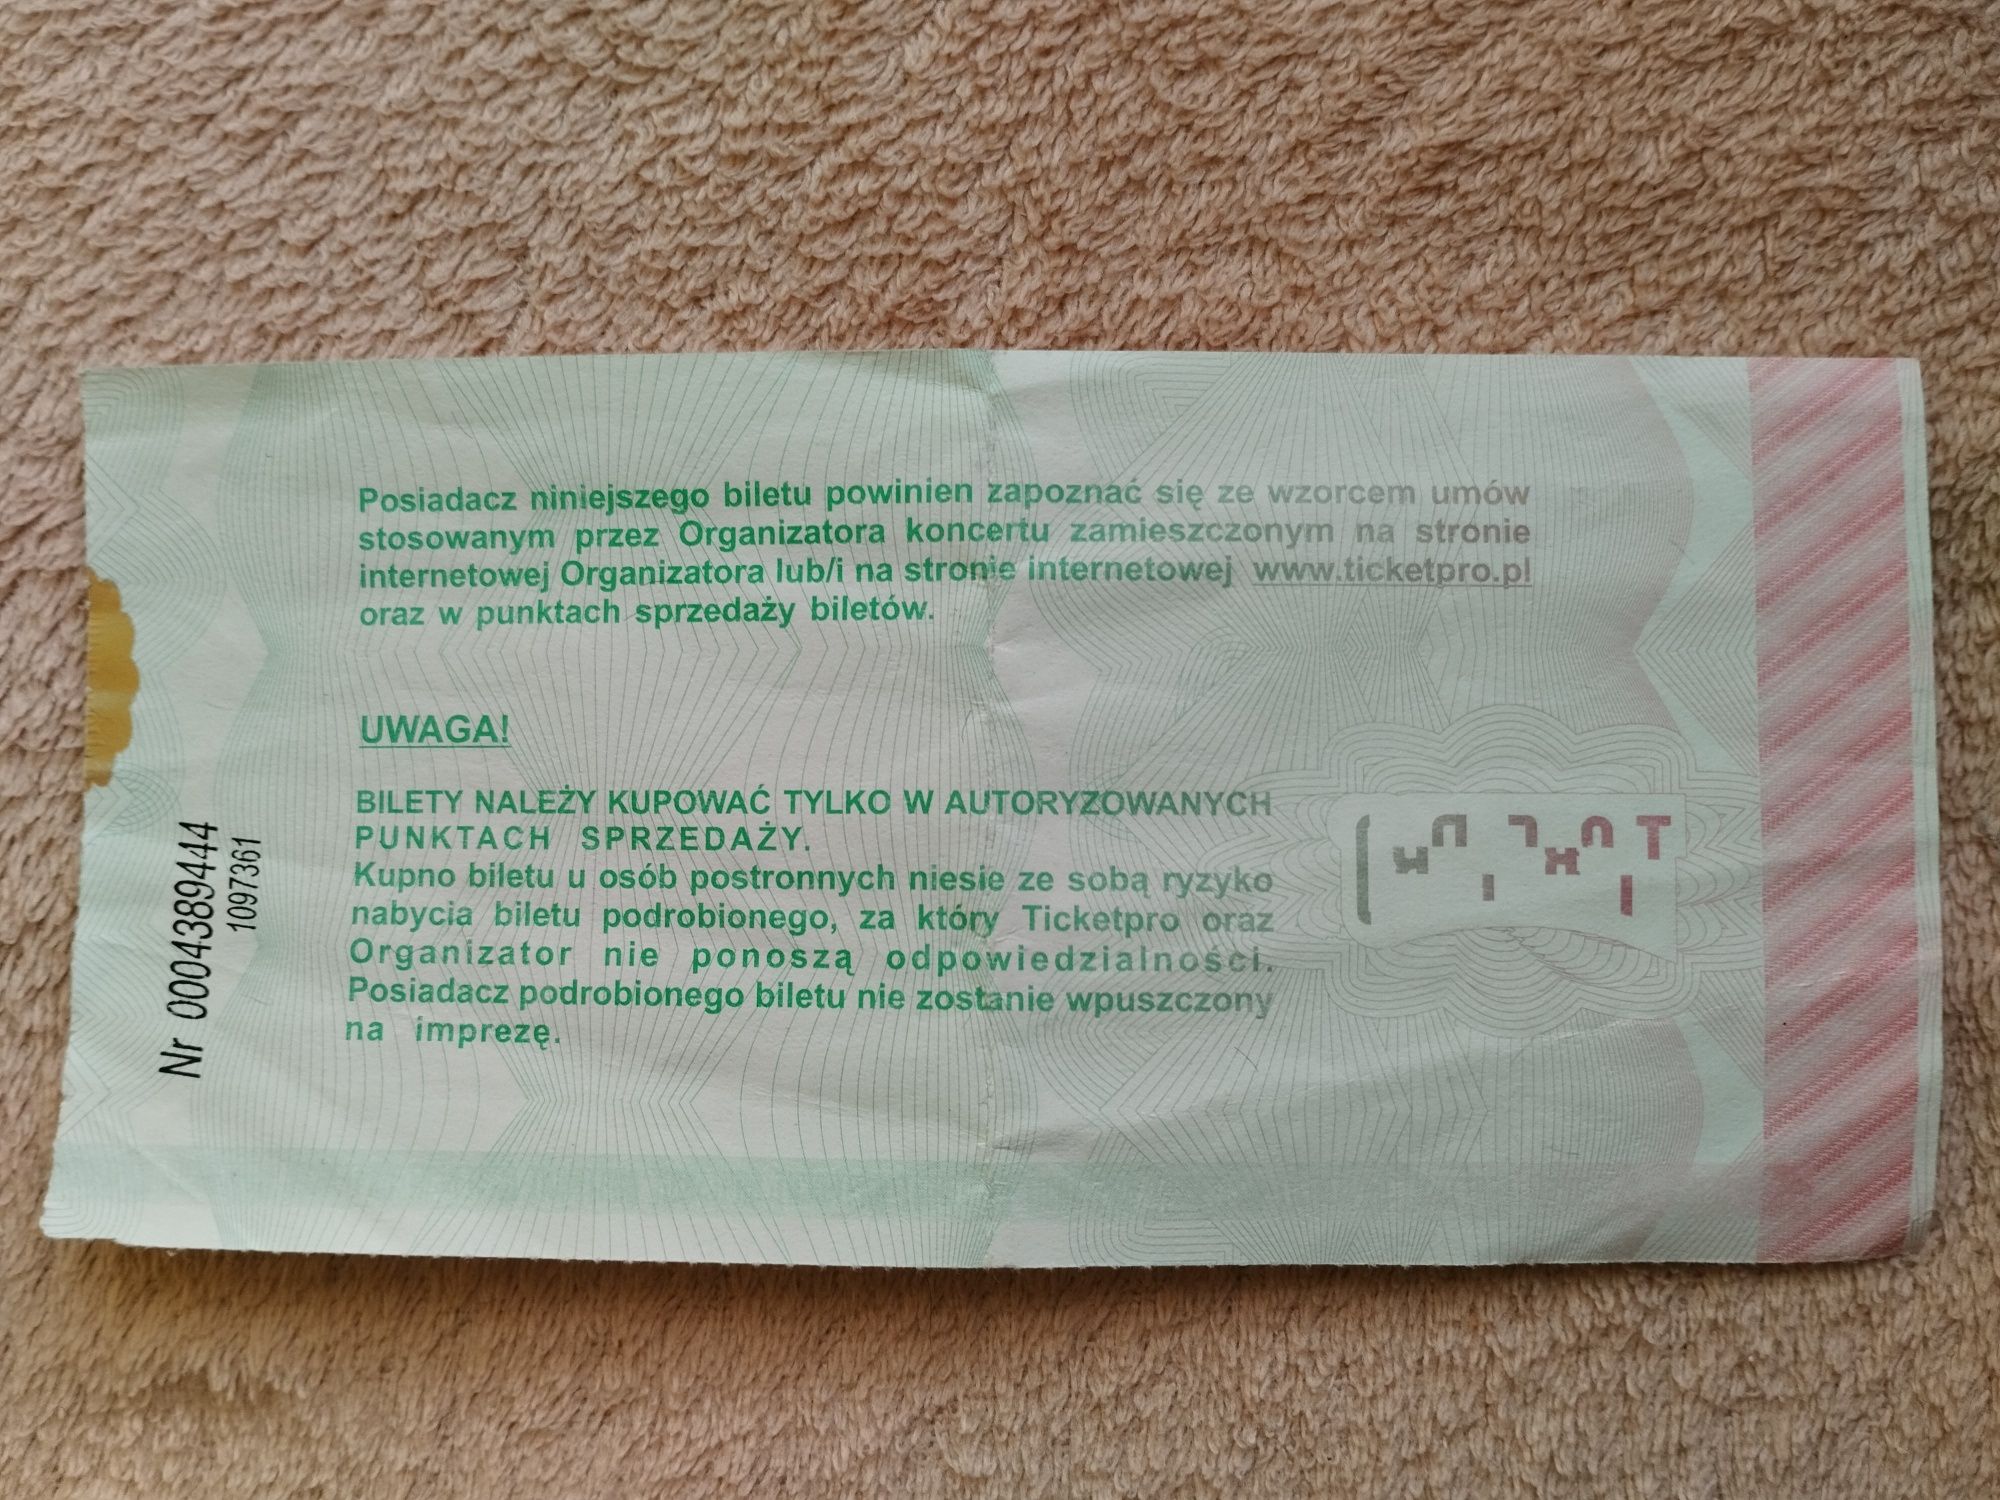 Posiadacz niniejszego biletu powinien zapoznać się ze wzorcem umów
stosowanym przez Organizatora koncertu zamieszczonym na stronie
internetowej Organizatora lub/i na stronie internetowej www.ticketpro.pl
oraz w punktach sprzedaży biletów.
UWAGA!
BILETY NALEŻY KUPOWAĆ TYLKO W AUTORYZOWANYCH
PUNKTACH SPRZEDAŻY.
Kupno biletu u osób postronnych niesie ze sobą ryzyko
nabycia biletu podrobionego, za który Ticketpro oraz
Organizator nie ponoszą odpowiedzialności.
Posiadacz podrobionego biletu nie zostanie wpuszczony
na imprezę.
Nr 0004389444
1097361